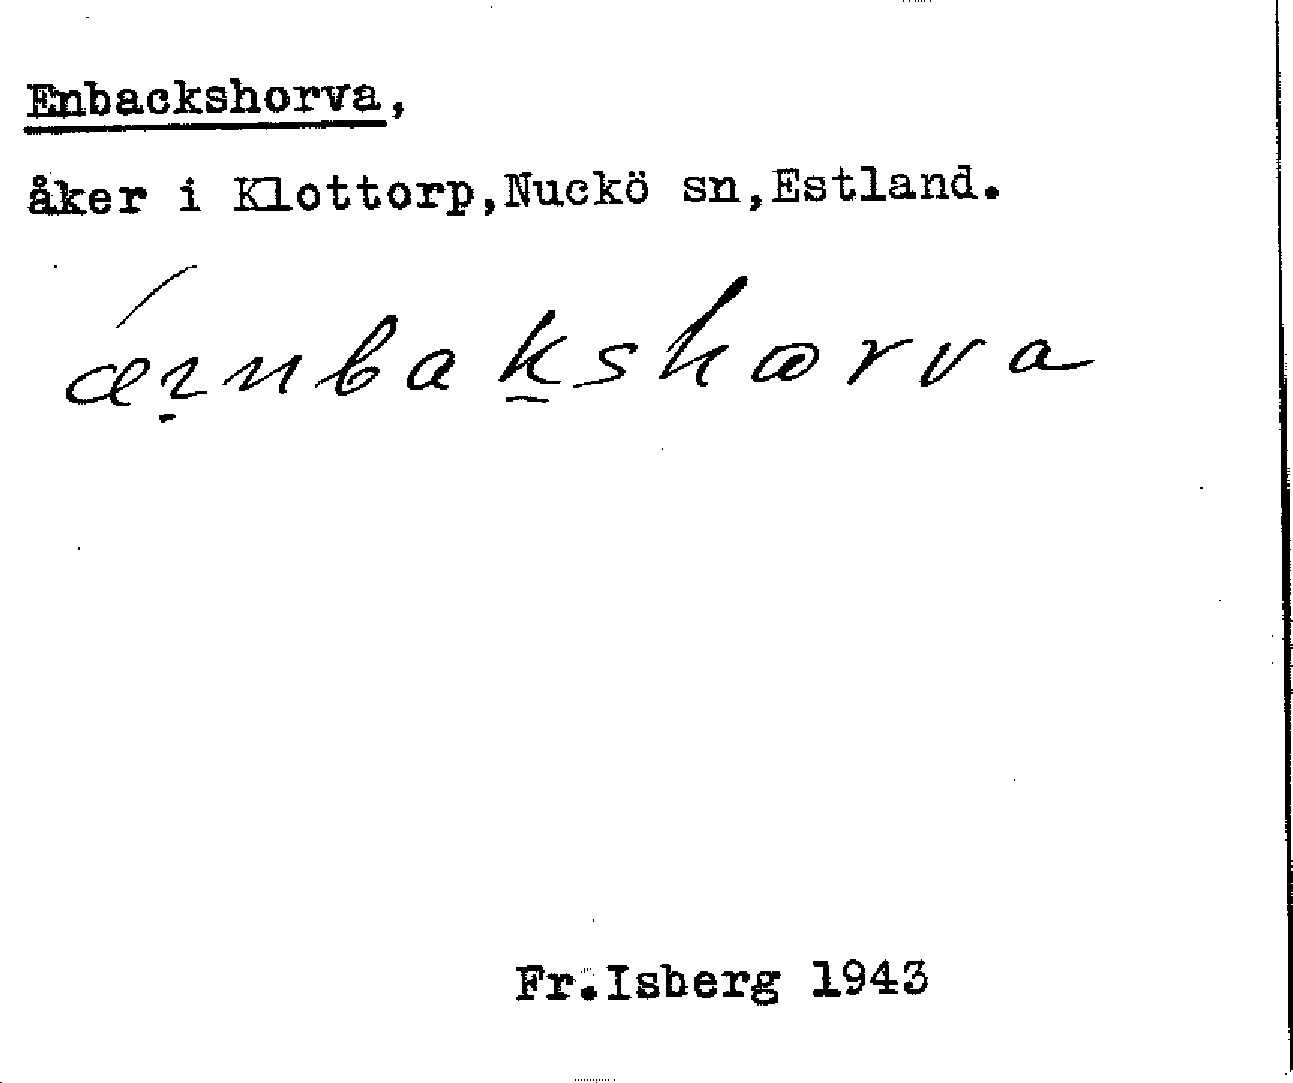 Enbackshorva,
åker i Klottorp,Nuckö sn,Estland.
Fr.Isberg 1943